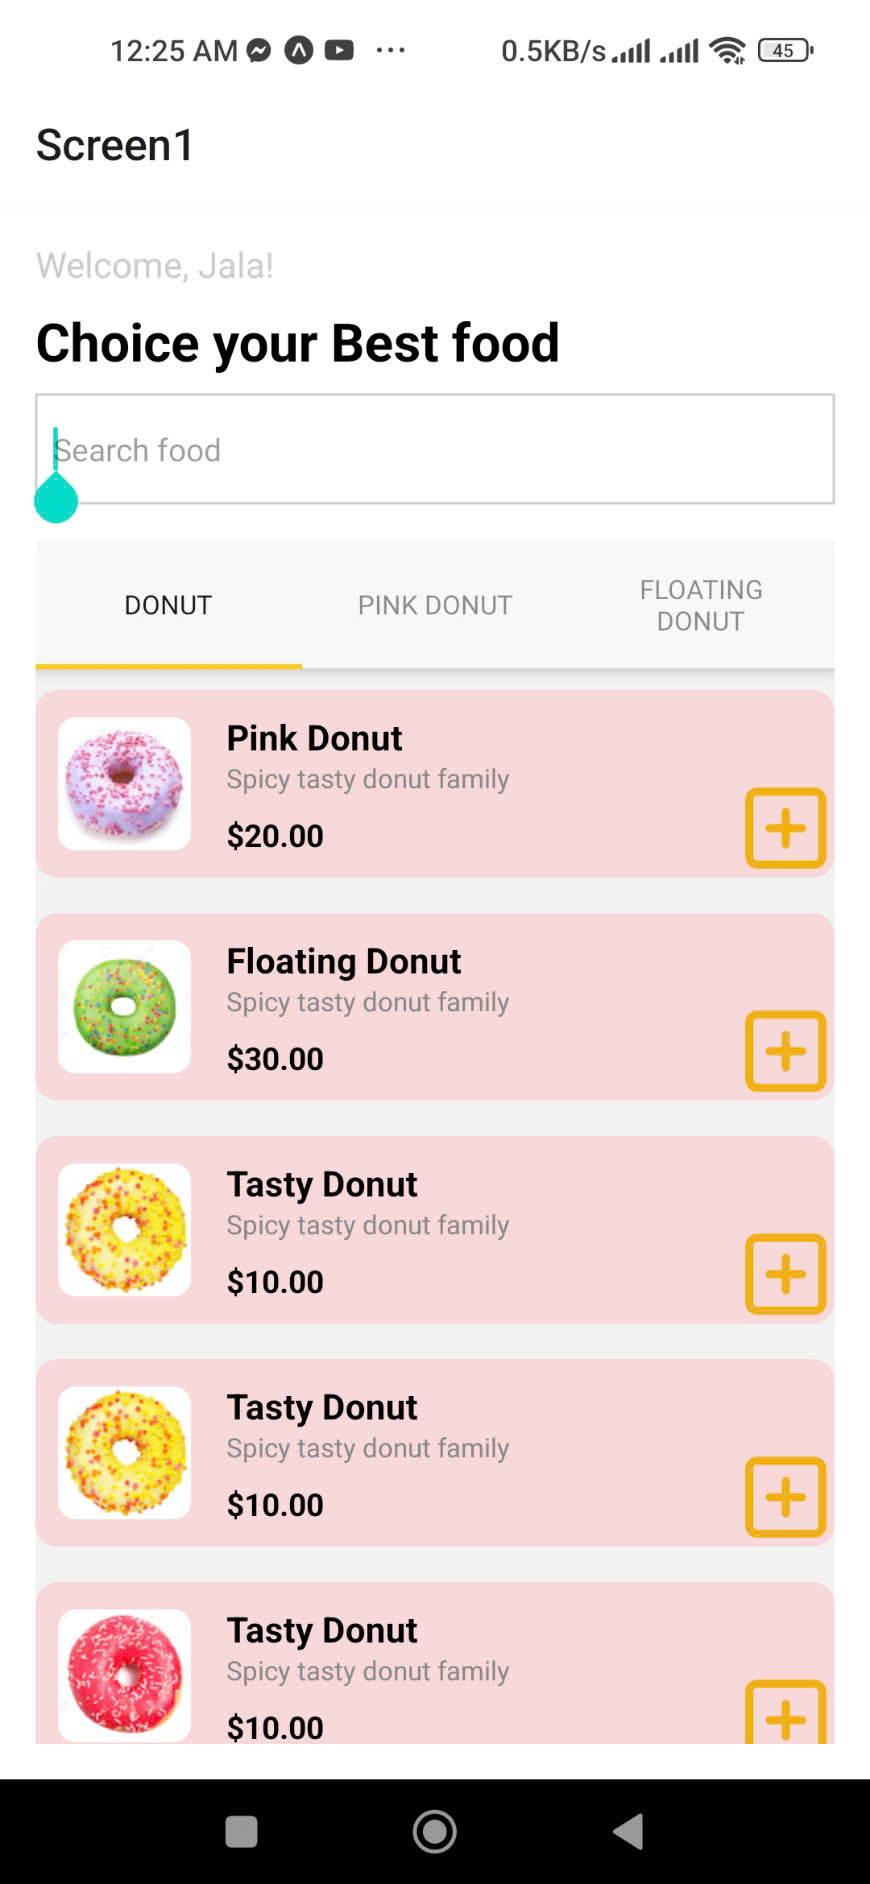 12:25 AM ... 0.5KB/s 45
Screen1
Welcome, Jala!
Choice your Best food
Search food
DONUT
PINK DONUT
FLOATING
DONUT
Pink Donut
Spicy tasty donut family
$20.00
Floating Donut
Spicy tasty donut family
$30.00
Tasty Donut
Spicy tasty donut family
$10.00
Tasty Donut
Spicy tasty donut family
$10.00
Tasty Donut
Spicy tasty donut family
$10.00